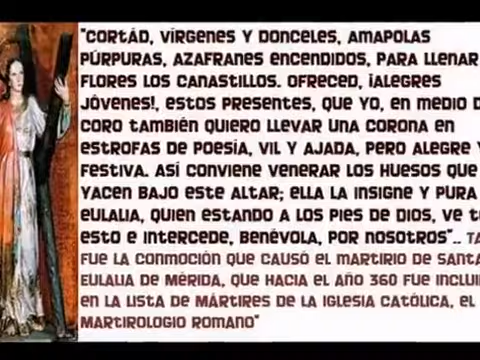 "CORTÁD, VÍRGENES Y DONCELES, AMAPOLAS
PÚRPURAS, AZAFRANES ENCENDIDOS, PARA LLENAR
FLORES LOS CANASTILLOS. OFRECED, ¡ALEGRES
JÓVENES!, ESTOS PRESENTES, QUE YO, EN MEDIO D
CORO TAMBIÉN QUIERO LLEVAR UNA CORONA EN
ESTROFAS DE POESÍA, VIL Y AJADA, PERO ALEGRE Y
FESTIVA. ASÍ CONVIENE VENERAR LOS HUESOS QUE
YACEN BAJO ESTE ALTAR; ELLA LA INSIGNE Y PURA
EULALIA, QUIEN ESTANDO A LOS PIES DE DIOS, VE T
ESTO E INTERCEDE, BENÉVOLA, POR NOSOTROS".. TA
FUE LA CONMOCIÓN QUE CAUSÓ EL MARTIRIO DE SANTA
EULALIA DE MÉRIDA, QUE HACIA EL AÑO 360 FUE INCLUI
EN LA LISTA DE MÁRTIRES DE LA IGLESIA CATÓLICA, EL
MARTIROLOGIO ROMANO"